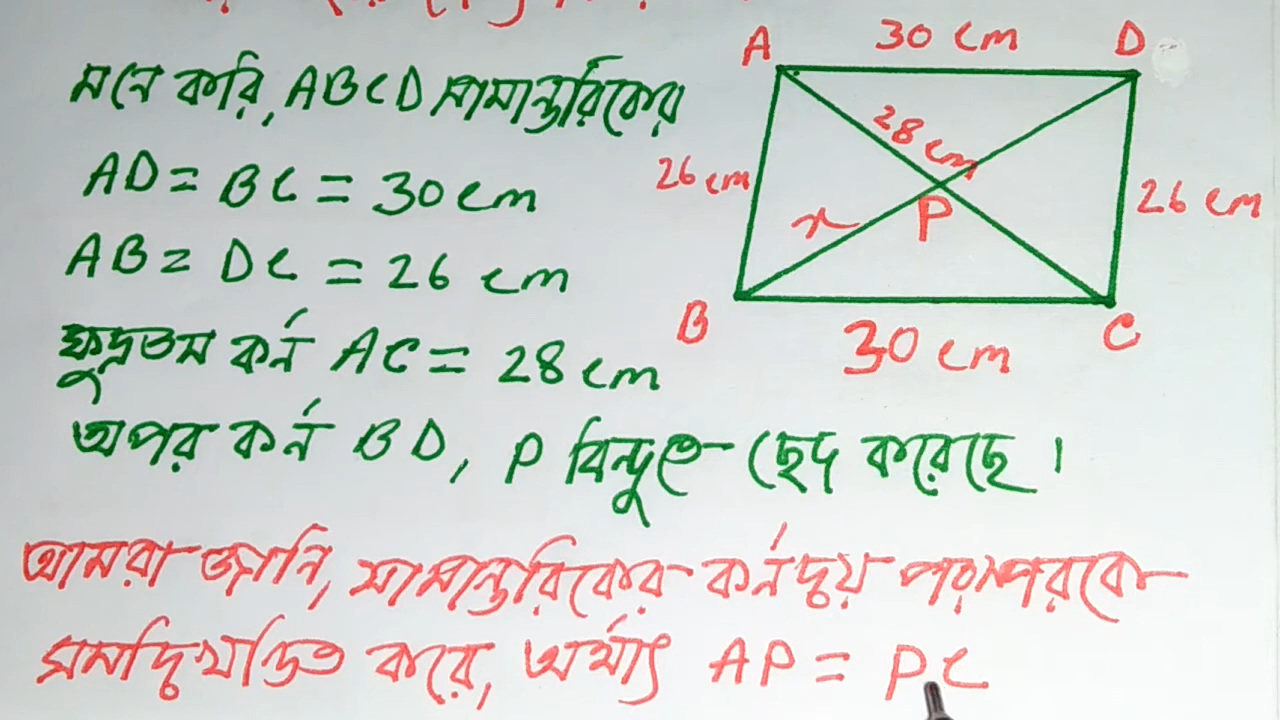 A 30 cm D
মনে করি, ABCD সামান্তরিকের
28 cm
26 cm
26 cm
AD = BC = 30 cm
x
P
AB = DC = 26 cm
B
C
30 cm
ক্ষুদ্রতম কর্ন AC = 28 cm
অপর কর্ন BD, P বিন্দুতে ছেদ করেছে।
আমরা জানি, সামান্তরিকের কর্নদ্বয় পরস্পরকে
সমদ্বিখন্ডিত করে, অর্থাৎ AP = PC